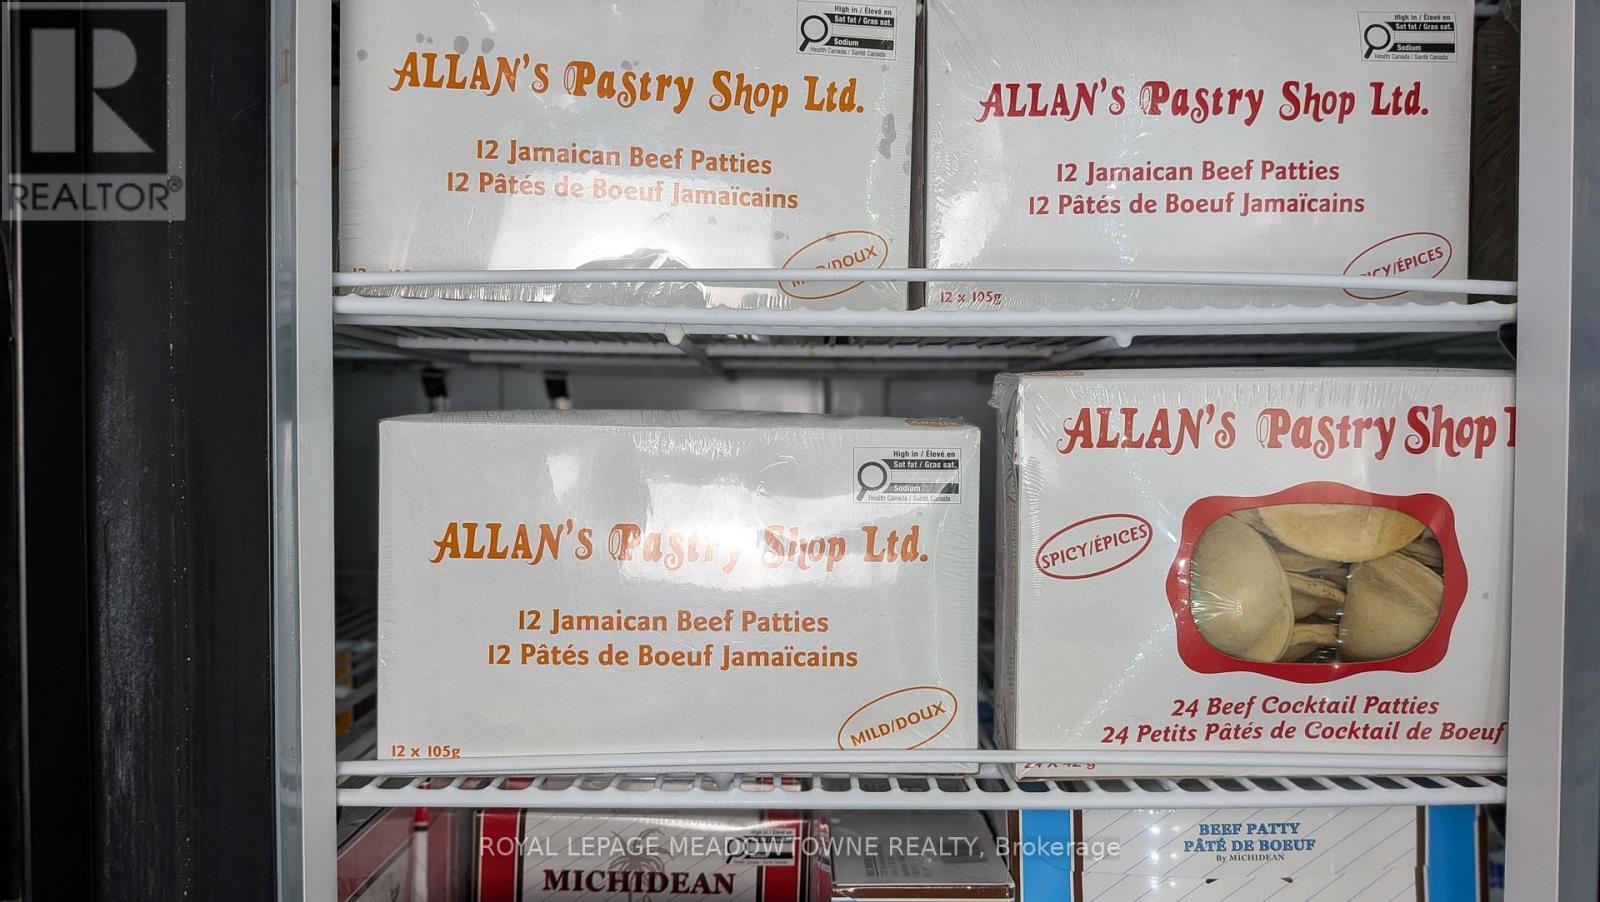 REALTOR®
High in / Élevé en
Sat fat / Gras sat.
Sodium
Health Canada / Santé Canada
ALLAN's Pastry Shop Ltd.
12 Jamaican Beef Patties
12 Pâtés de Boeuf Jamaïcains
/DOUX
High in / Élevé en
Sat fat / Gras sat.
Sodium
Health Canada / Santé Canada
ALLAN's Pastry Shop Ltd.
12 Jamaican Beef Patties
12 Pâtés de Boeuf Jamaïcains
/ÉPICES
12 x 105g
High in / Élevé en
Sat fat / Gras sat.
Sodium
Health Canada / Santé Canada
ALLAN's Pastry Shop Ltd.
12 Jamaican Beef Patties
12 Pâtés de Boeuf Jamaïcains
MILD/DOUX
12 x 105g
ALLAN's Pastry Shop
SPICY/ÉPICES
24 Beef Cocktail Patties
24 Petits Pâtés de Cocktail de Boeuf
ROYAL LEPAGE MEADOWTOWNE REALTY, Brokerage
MICHIDEAN
BEEF PATTY
PÂTÉ DE BOEUF
By MICHIDEAN